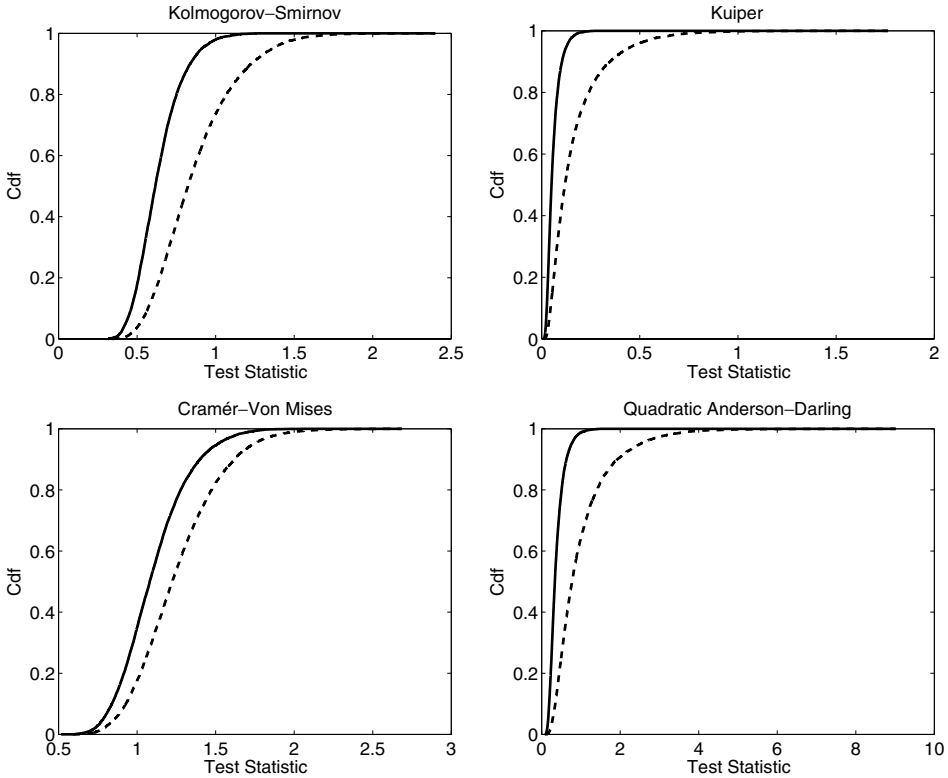 Kolmogorov−Smirnov
1
0.8
0.6
0.4
0.2
0
Cdf
0 0.5 1 1.5 2 2.5
Test Statistic
Kuiper
1
0.8
0.6
0.4
0.2
0
Cdf
0 0.5 1 1.5 2
Test Statistic
Cramér−Von Mises
1
0.8
0.6
0.4
0.2
0
Cdf
0.5 1 1.5 2 2.5 3
Test Statistic
Quadratic Anderson−Darling
1
0.8
0.6
0.4
0.2
0
Cdf
0 2 4 6 8 10
Test Statistic